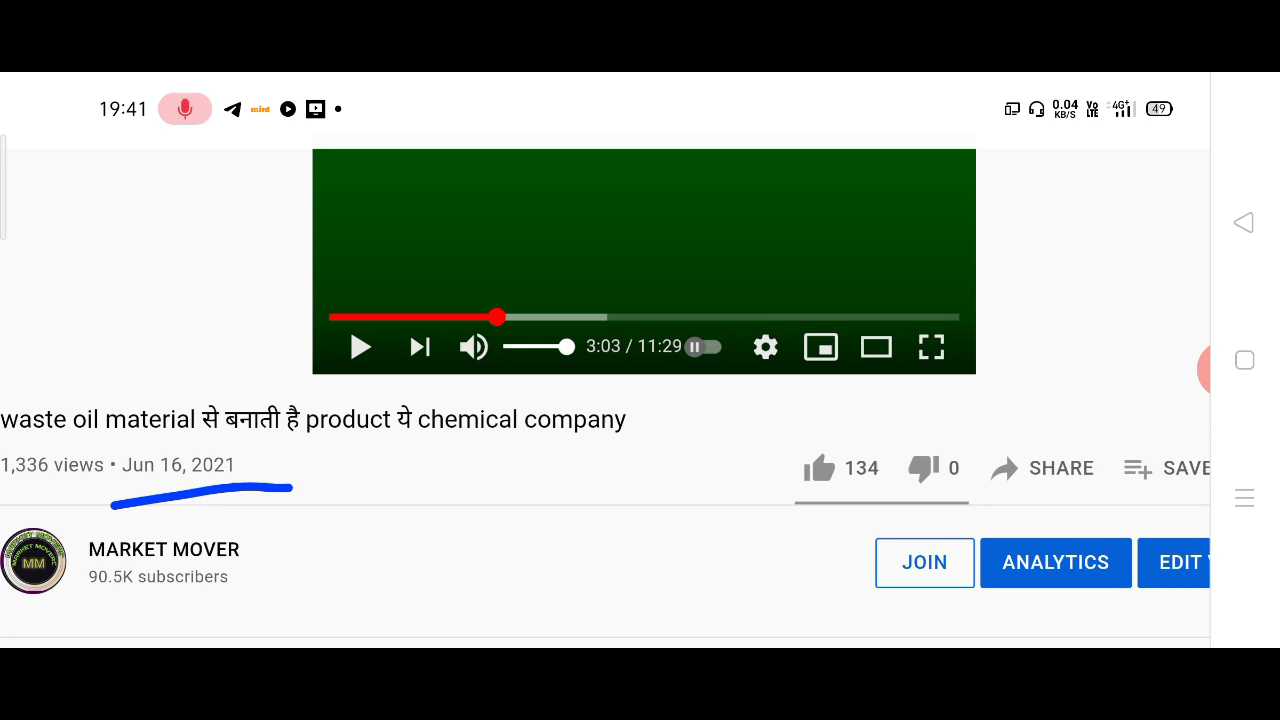 19:41 mint 0.04 KB/S Vo LTE 4G+ 49
3:03 / 11:29
waste oil material से बनाती है product ये chemical company
1,336 views • Jun 16, 2021
134 0 SHARE SAVE
MARKET MOVER
MM
90.5K subscribers
JOIN ANALYTICS EDIT